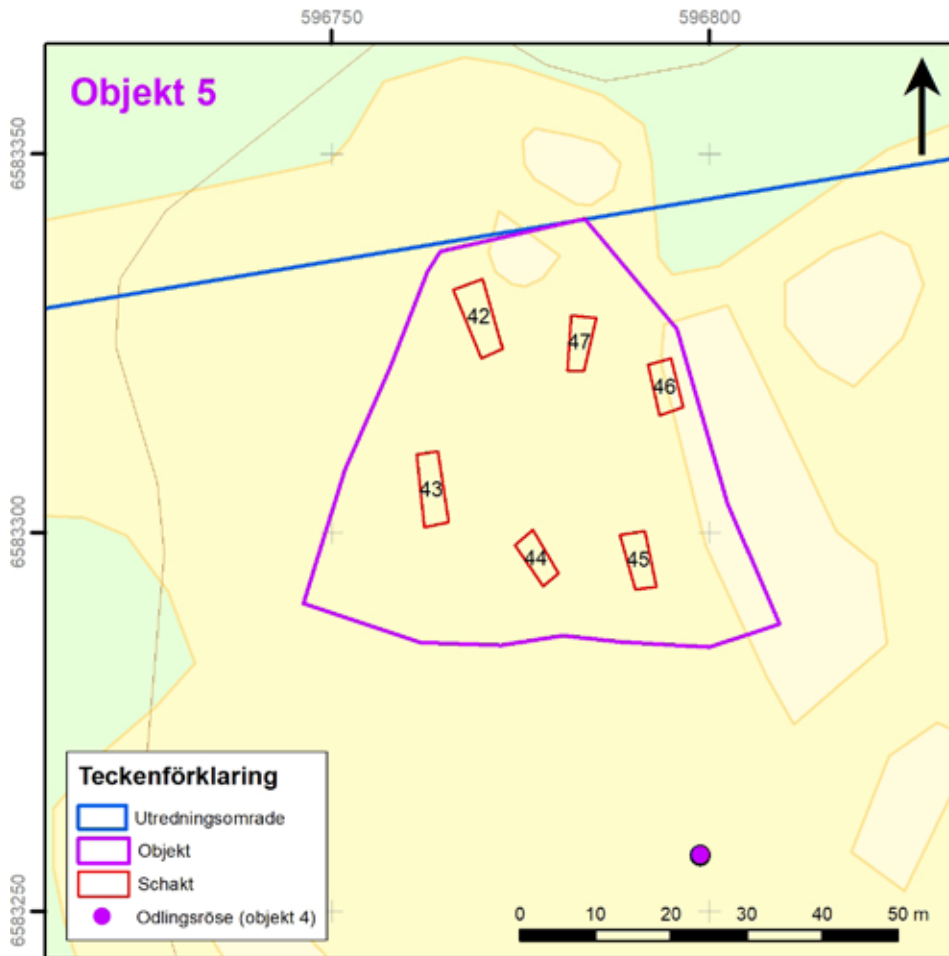 596750
596800
Objekt 5
6583350
42
47
46
43
6583300
44
45
Teckenförklaring
Utredningsomrade
Objekt
Schakt
Odlingsröse (objekt 4)
6583250
0 10 20 30 40 50 m